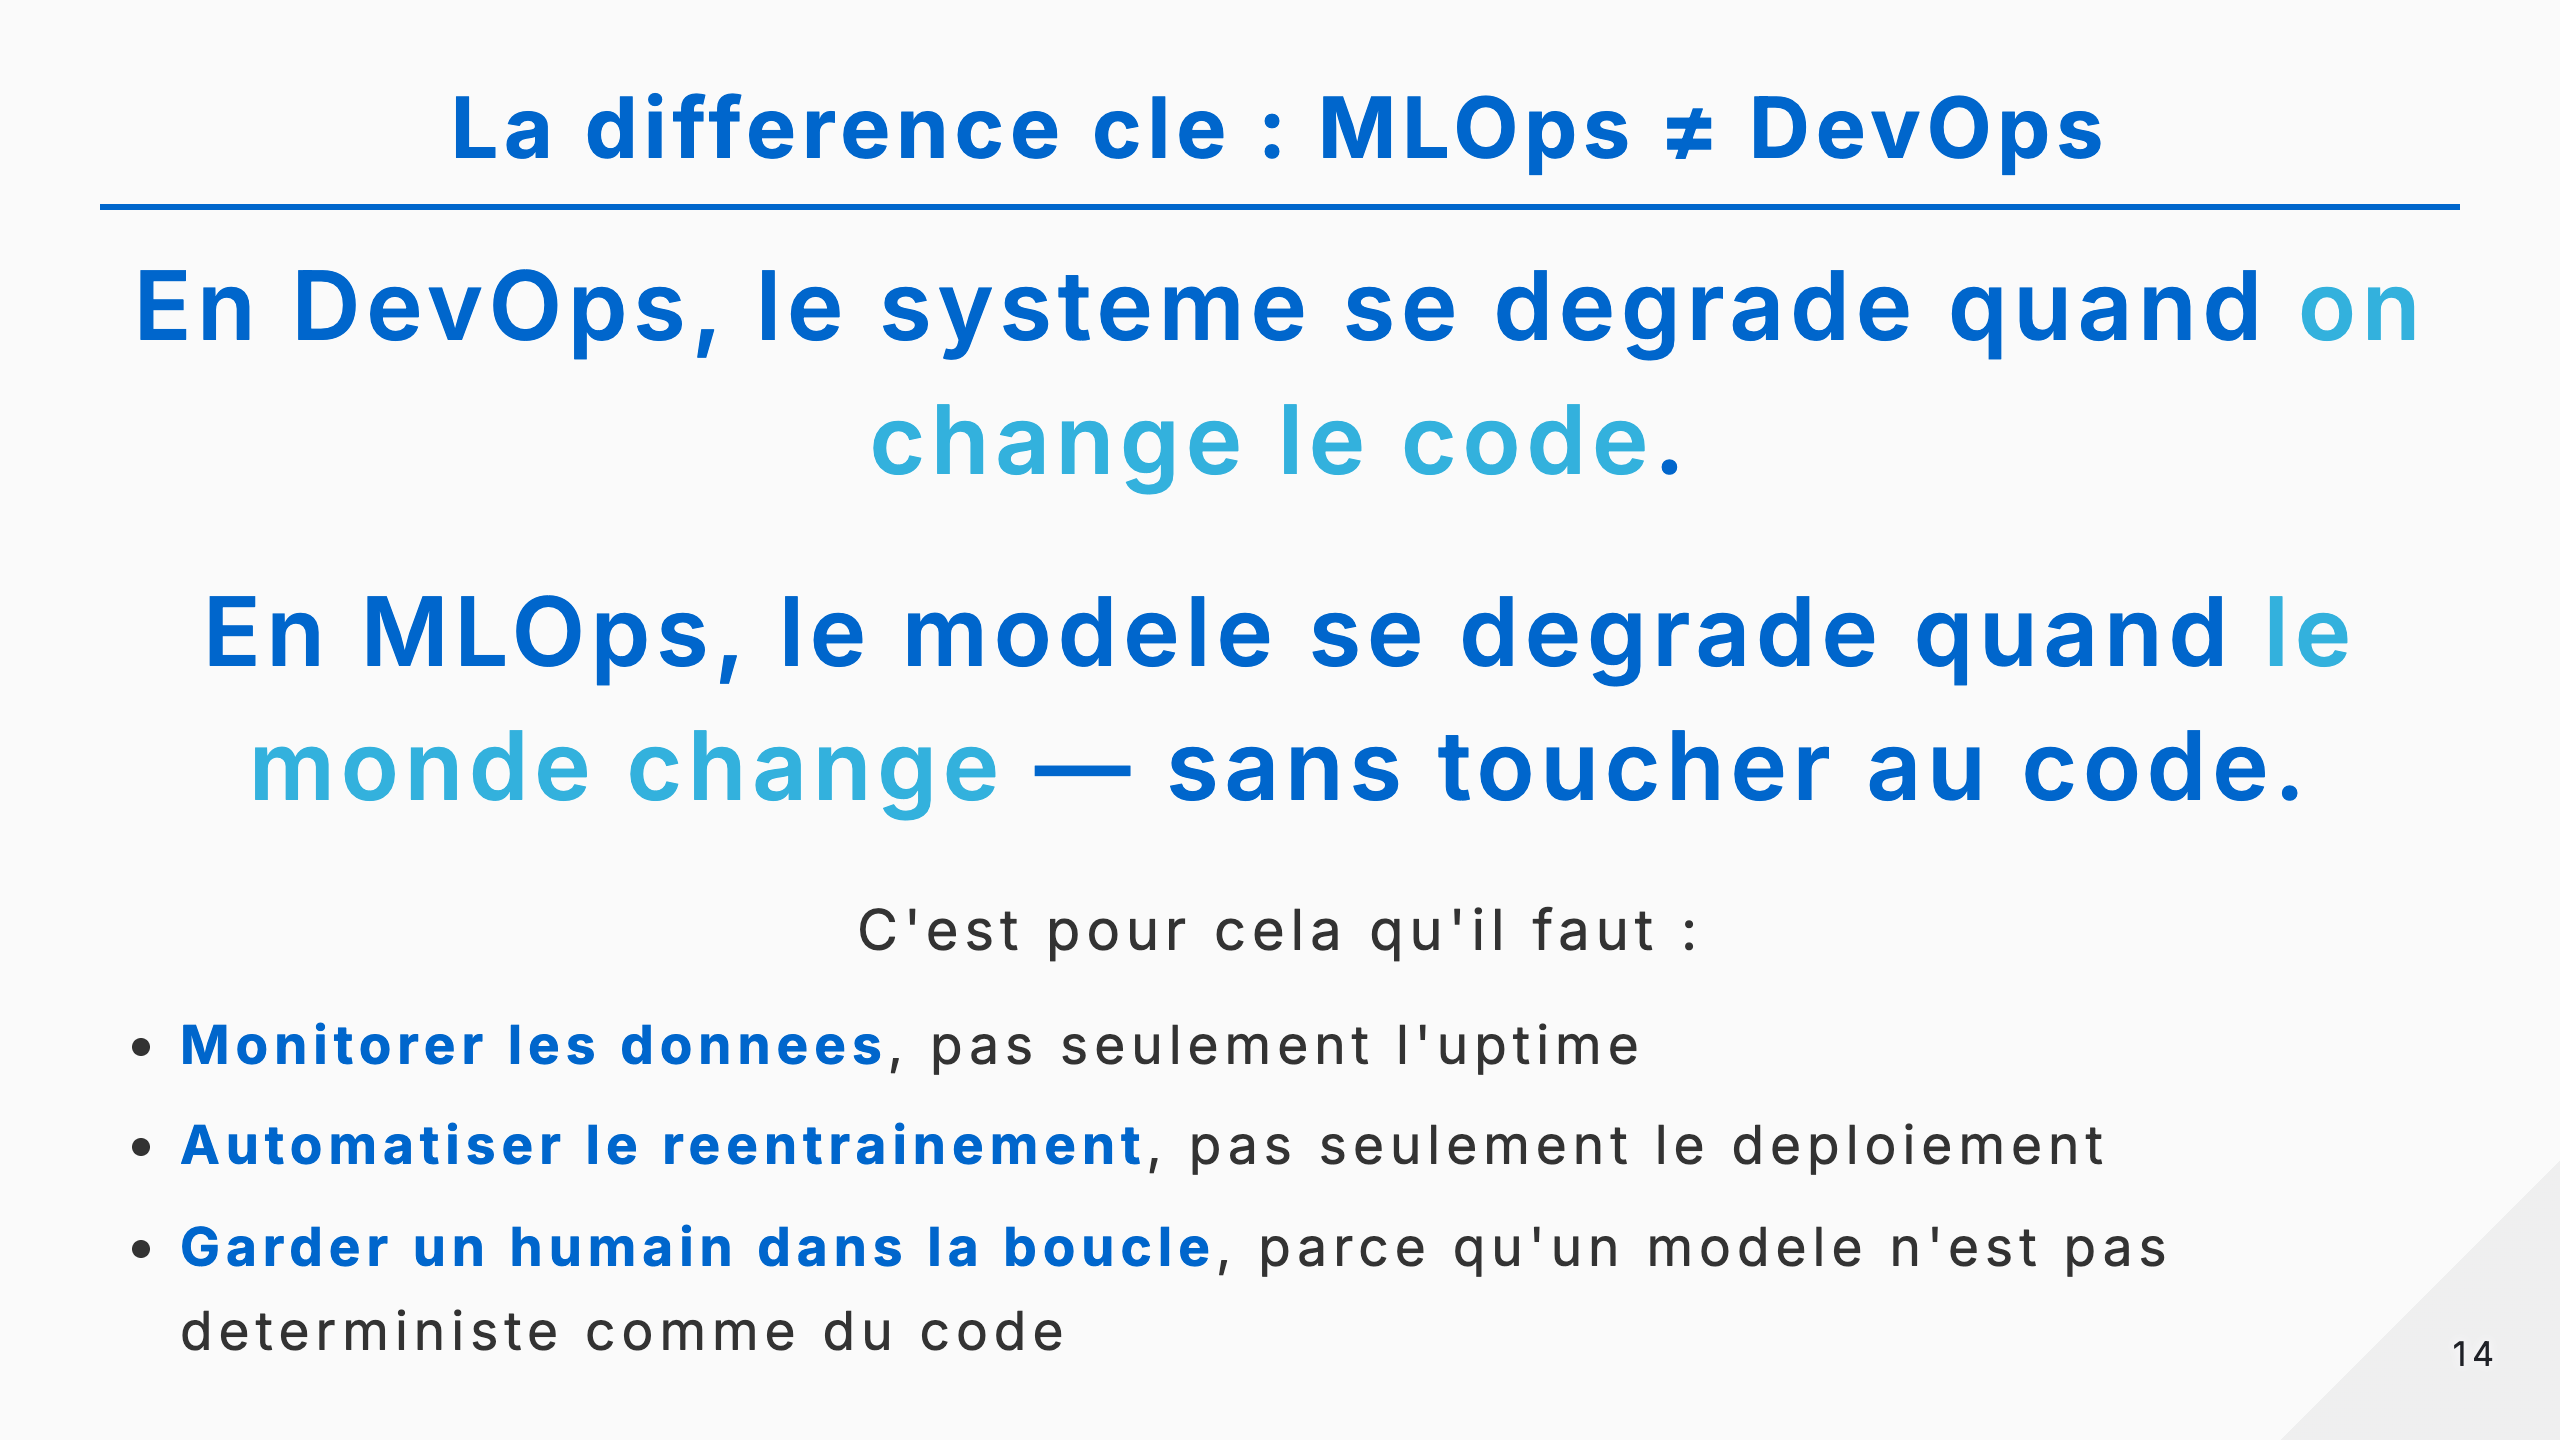 La difference cle : MLOps ≠ DevOps
En DevOps, le systeme se degrade quand on
change le code.
En MLOps, le modele se degrade quand le
monde change — sans toucher au code.
C'est pour cela qu'il faut :
• Monitorer les donnees, pas seulement l'uptime
• Automatiser le reentrainement, pas seulement le deploiement
• Garder un humain dans la boucle, parce qu'un modele n'est pas
deterministe comme du code
14